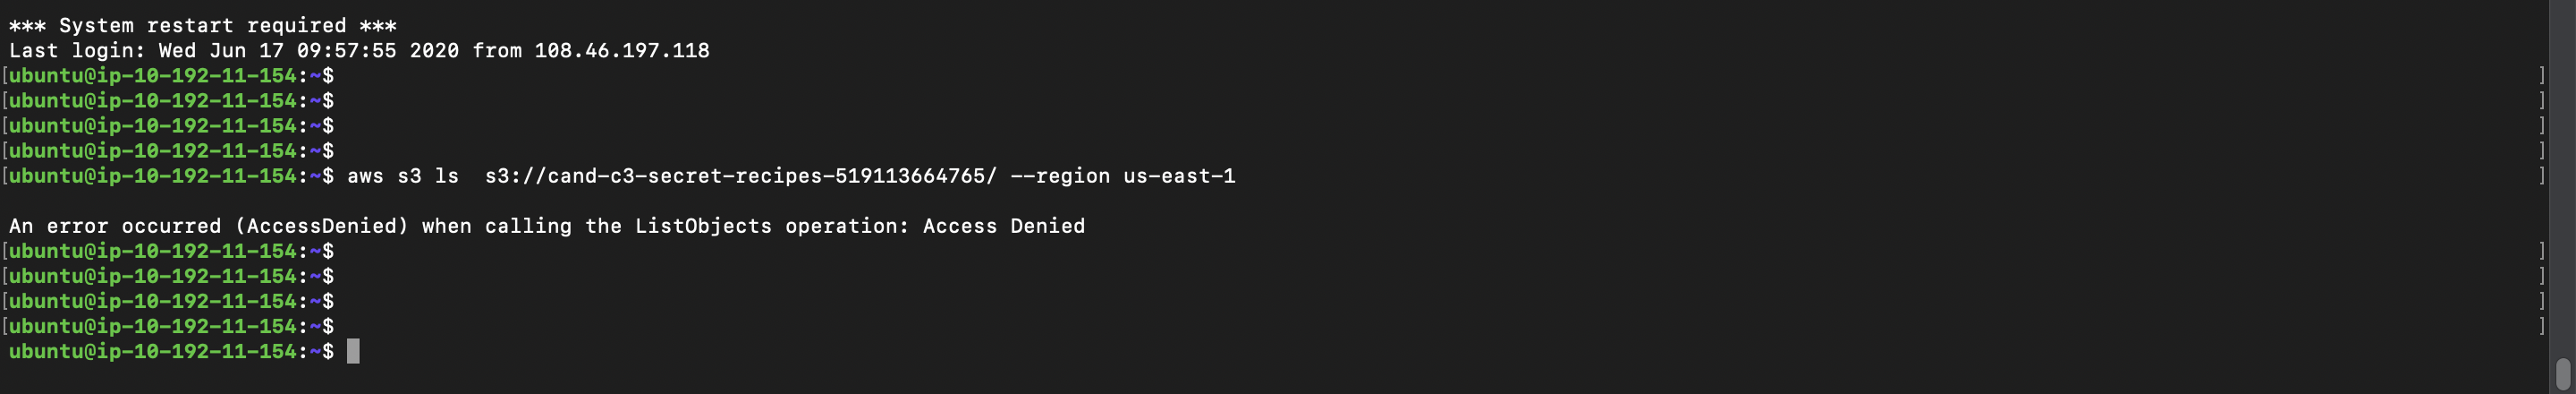 *** System restart required ***
Last login: Wed Jun 17 09:57:55 2020 from 108.46.197.118
[ubuntu@ip-10-192-11-154:~$ ]
[ubuntu@ip-10-192-11-154:~$ ]
[ubuntu@ip-10-192-11-154:~$ ]
[ubuntu@ip-10-192-11-154:~$ ]
[ubuntu@ip-10-192-11-154:~$ aws s3 ls  s3://cand-c3-secret-recipes-519113664765/ --region us-east-1 ]
An error occurred (AccessDenied) when calling the ListObjects operation: Access Denied
[ubuntu@ip-10-192-11-154:~$ ]
[ubuntu@ip-10-192-11-154:~$ ]
[ubuntu@ip-10-192-11-154:~$ ]
[ubuntu@ip-10-192-11-154:~$ ]
ubuntu@ip-10-192-11-154:~$